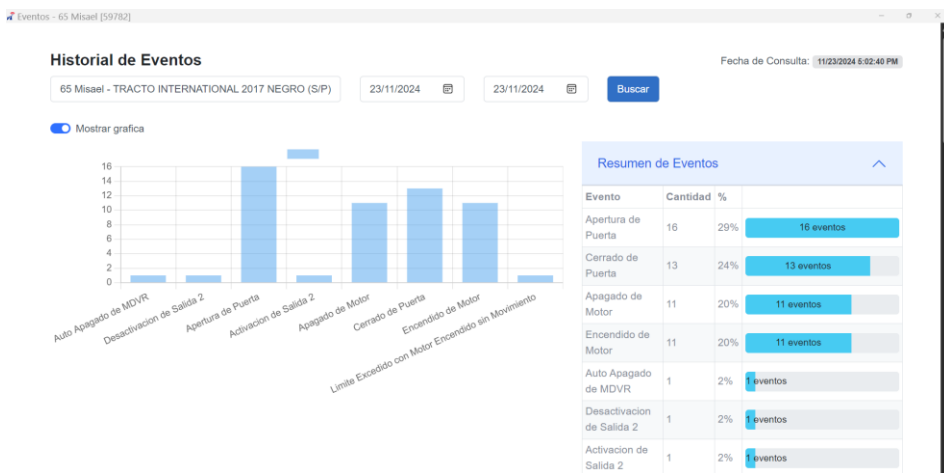 Eventos - 65 Misael [59782]
Historial de Eventos
Fecha de Consulta: 11/23/2024 5:02:40 PM
65 Misael - TRACTO INTERNATIONAL 2017 NEGRO (S/P)
23/11/2024
23/11/2024
Buscar
Mostrar grafica
16
14
12
10
8
6
4
2
0
Auto Apagado de MDVR
Desactivacion de Salida 2
Apertura de Puerta
Activacion de Salida 2
Apagado de Motor
Cerrado de Puerta
Encendido de Motor
Limite Excedido con Motor Encendido sin Movimiento
Resumen de Eventos
Evento Cantidad %
Apertura de
Puerta
16 29% 16 eventos
Cerrado de
Puerta
13 24% 13 eventos
Apagado de
Motor
11 20% 11 eventos
Encendido de
Motor
11 20% 11 eventos
Auto Apagado
de MDVR
1 2% 1 eventos
Desactivacion
de Salida 2
1 2% 1 eventos
Activacion de
Salida 2
1 2% 1 eventos